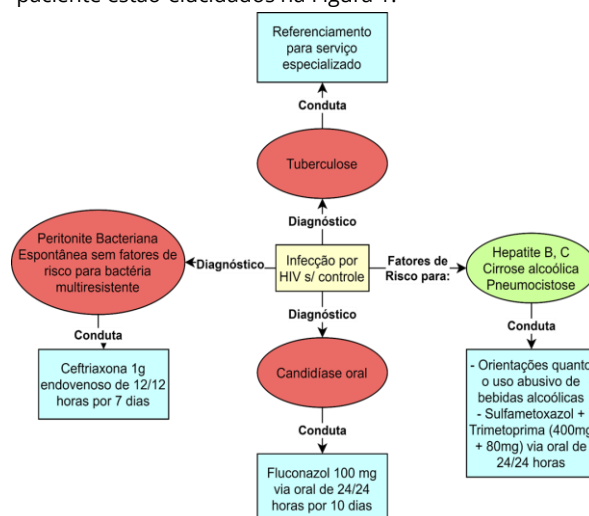 paciente estão elucidados na Figura 1.
Referenciamento
para serviço
especializado
Conduta
Tuberculose
Diagnóstico
Peritonite Bacteriana
Espontânea sem fatores de
risco para bactéria
multiresistente
Diagnóstico
Infecção por
HIV s/ controle
Fatores de
Risco para:
Hepatite B, C
Cirrose alcoólica
Pneumocistose
Conduta
Ceftriaxona 1g
endovenoso de 12/12
horas por 7 dias
Diagnóstico
Candidíase oral
Conduta
Fluconazol 100 mg
via oral de 24/24
horas por 10 dias
Conduta
- Orientações quanto
o uso abusivo de
bebidas alcoólicas
- Sulfametoxazol +
Trimetoprima (400mg
+ 80mg) via oral de
24/24 horas